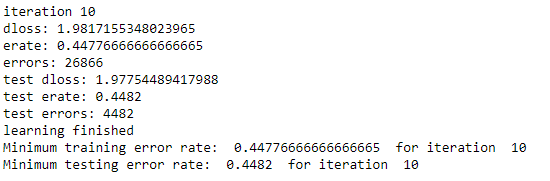 iteration 10
dloss: 1.9817155348023965
erate: 0.44776666666666665
errors: 26866
test dloss: 1.97754489417988
test erate: 0.4482
test errors: 4482
learning finished
Minimum training error rate:  0.44776666666666665  for iteration  10
Minimum testing error rate:  0.4482  for iteration  10